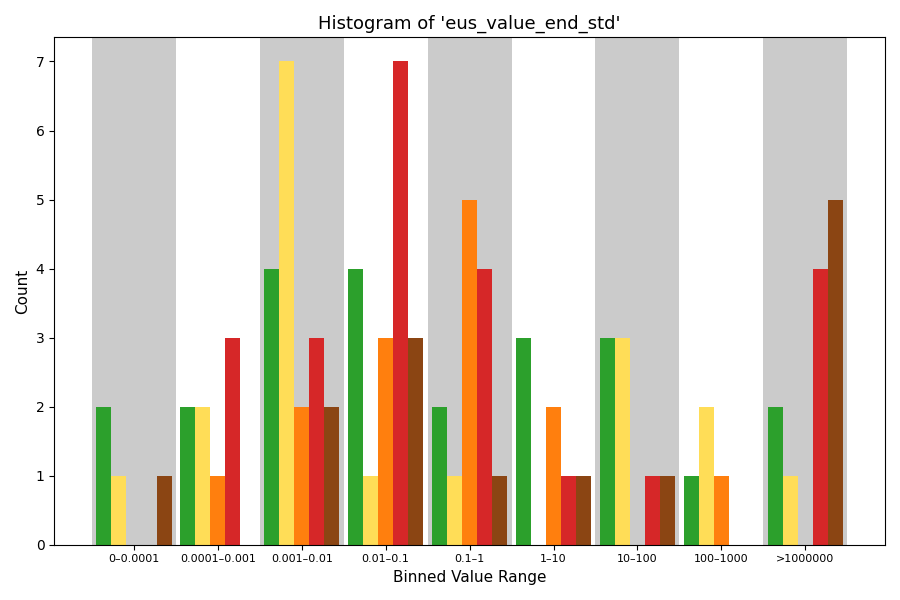 Histogram of 'eus_value_end_std'
Count
7
6
5
4
3
2
1
0
0–0.0001 0.0001–0.001 0.001–0.01 0.01–0.1 0.1–1 1–10 10–100 100–1000 >1000000
Binned Value Range